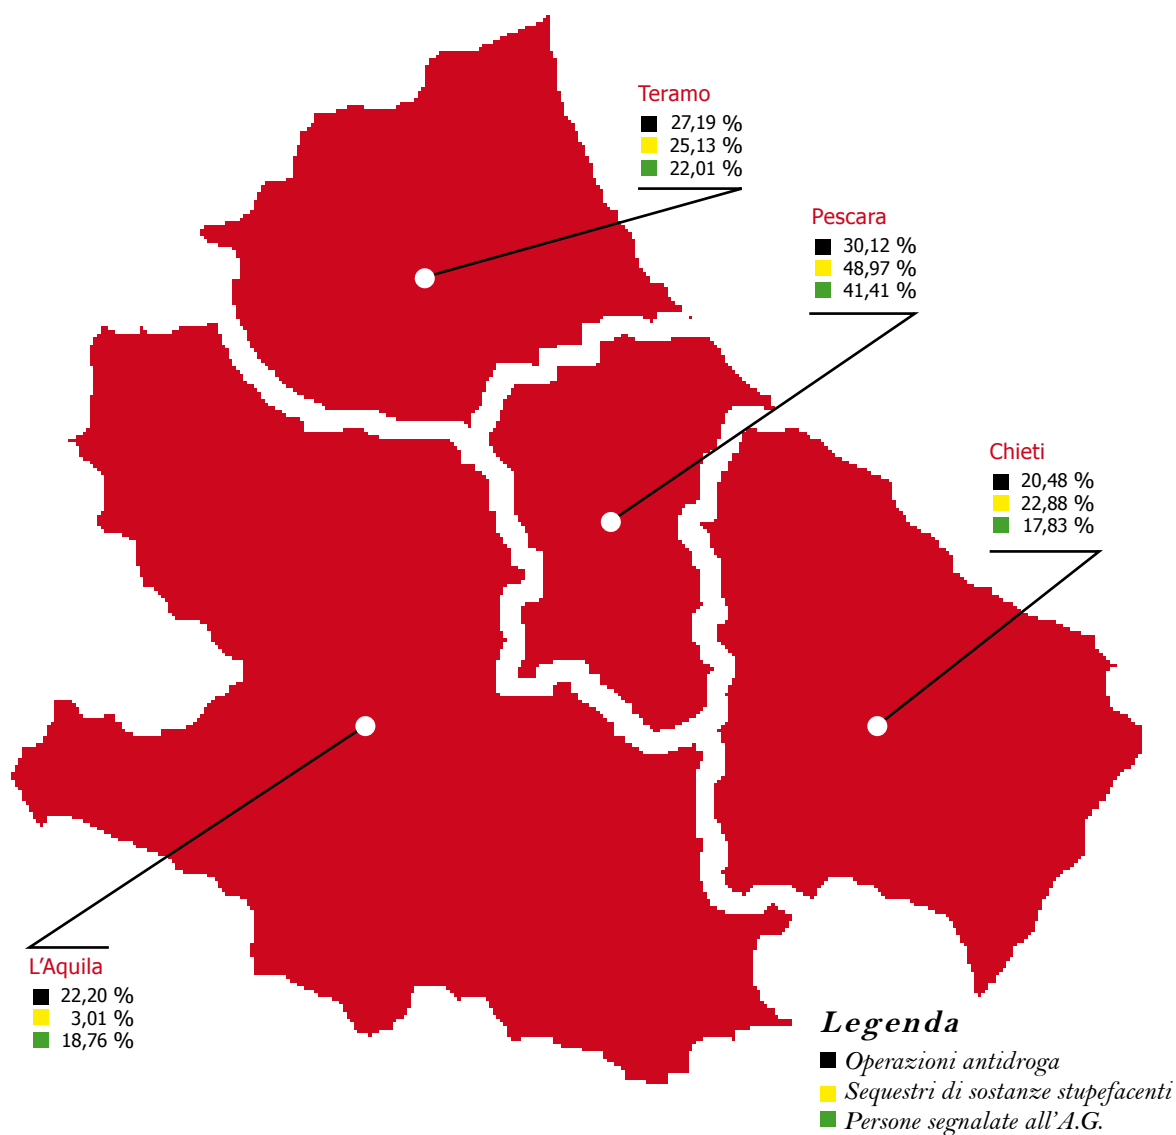 Teramo
27,19 %
25,13 %
22,01 %
Pescara
30,12 %
48,97 %
41,41 %
Chieti
20,48 %
22,88 %
17,83 %
L'Aquila
22,20 %
3,01 %
18,76 %
Legenda
Operazioni antidroga
Sequestri di sostanze stupefacenti
Persone segnalate all'A.G.